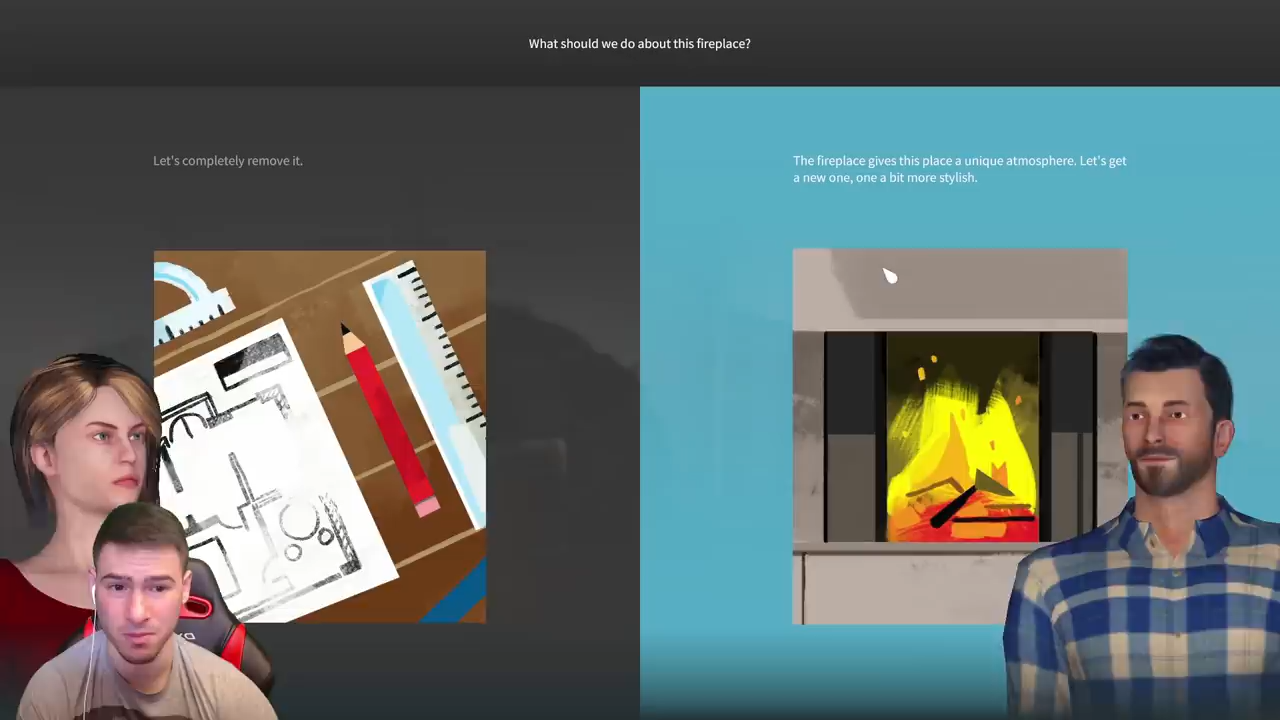 What should we do about this fireplace?
Let's completely remove it.
The fireplace gives this place a unique atmosphere. Let's get
a new one, one a bit more stylish.